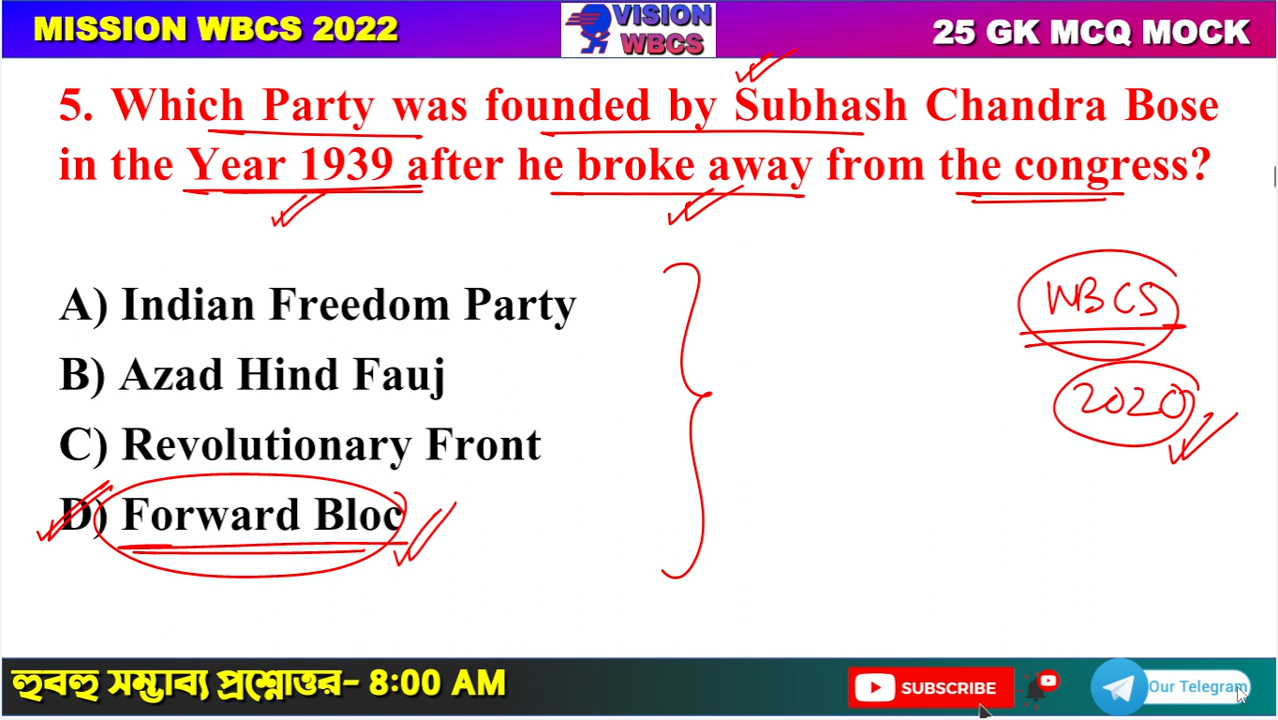 MISSION WBCS 2022
VISION
WBCS
25 GK MCQ MOCK
5. Which Party was founded by Subhash Chandra Bose
in the Year 1939 after he broke away from the congress?
A) Indian Freedom Party
B) Azad Hind Fauj
C) Revolutionary Front
D) Forward Bloc
WBCS
2020
হুবহু সম্ভাব্য প্রশ্নোত্তর- 8:00 AM
SUBSCRIBE
Our Telegram